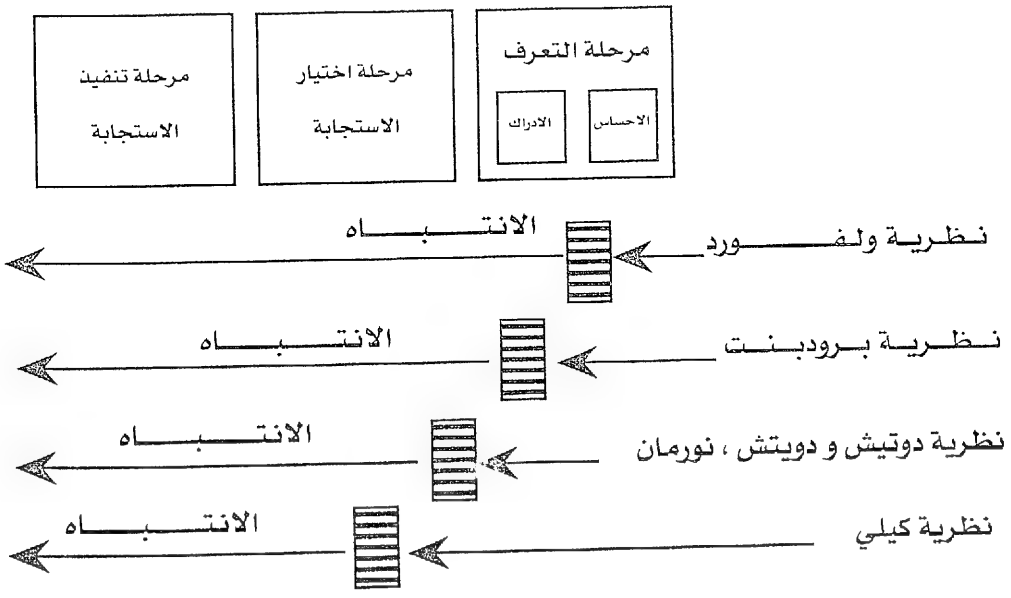 مرحلة التعرف
الاحساس
الادراك
مرحلة اختيار
الاستجابة
مرحلة تنفيذ
الاستجابة
نظرية ولفورد
الانتباه
نظرية برودبنت
الانتباه
نظرية دوتيش و دويتش ، نورمان
الانتباه
نظرية كيلي
الانتباه